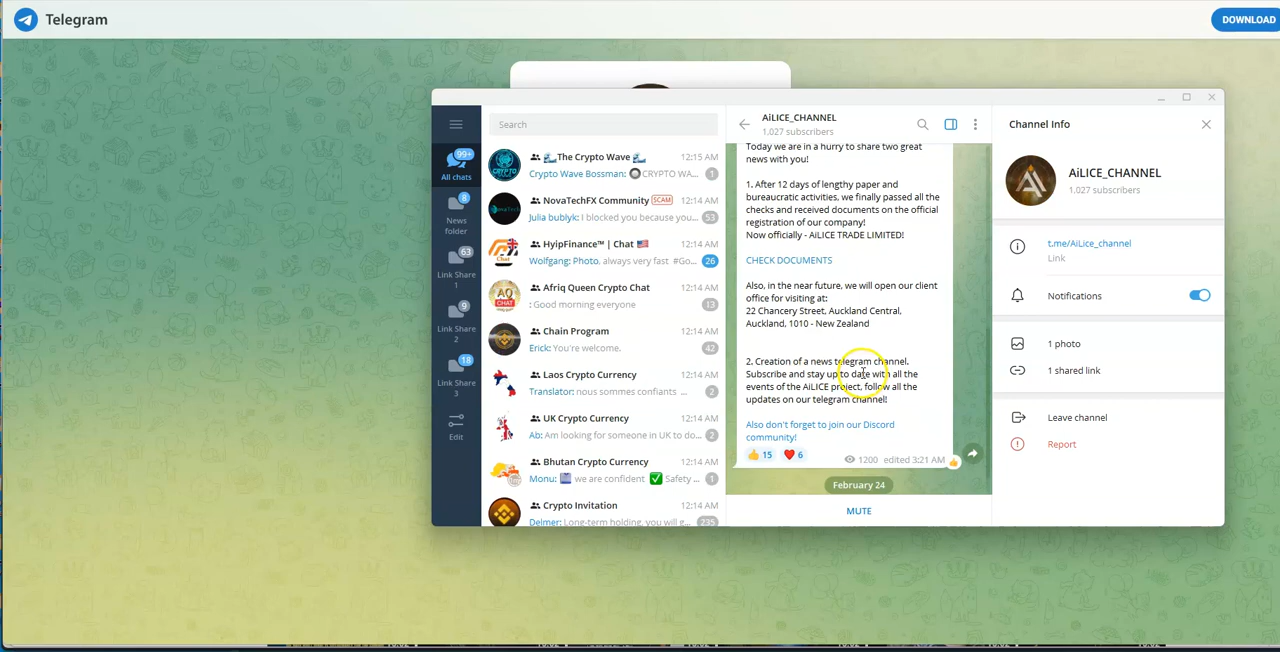 Telegram
DOWNLOAD
99+
All chats
8
News
folder
63
Link Share
1
9
Link Share
2
18
Link Share
3
Edit
Search
The Crypto Wave
12:15 AM
Crypto Wave Bossman: CRYPTO WA...
1
NovaTechFX Community SCAM
12:14 AM
Julia bublyk: I blocked you because you...
53
HyipFinance™ | Chat
12:14 AM
Wolfgang: Photo, always very fast #Go...
26
Afriq Queen Crypto Chat
12:14 AM
: Good morning everyone
13
Chain Program
12:14 AM
Erick: You're welcome.
42
Laos Crypto Currency
12:14 AM
Translator: nous sommes confiants ...
2
UK Crypto Currency
12:14 AM
Ab: Am looking for someone in UK to do...
2
Bhutan Crypto Currency
12:14 AM
Monu: we are confident Safety ...
1
Crypto Invitation
12:14 AM
Delmer: Long-term holding, you will g...
235
AiLICE_CHANNEL
1,027 subscribers
Today we are in a hurry to share two great
news with you!
1. After 12 days of lengthy paper and
bureaucratic activities, we finally passed all the
checks and received documents on the official
registration of our company!
Now officially - AiLICE TRADE LIMITED!
CHECK DOCUMENTS
Also, in the near future, we will open our client
office for visiting at:
22 Chancery Street, Auckland Central,
Auckland, 1010 - New Zealand
2. Creation of a news telegram channel.
Subscribe and stay up to date with all the
events of the AiLICE project, follow all the
updates on our telegram channel!
Also don't forget to join our Discord
community!
15 6
1200 edited 3:21 AM
February 24
MUTE
Channel Info
AiLICE_CHANNEL
1,027 subscribers
t.me/AiLice_channel
Link
Notifications
1 photo
1 shared link
Leave channel
Report